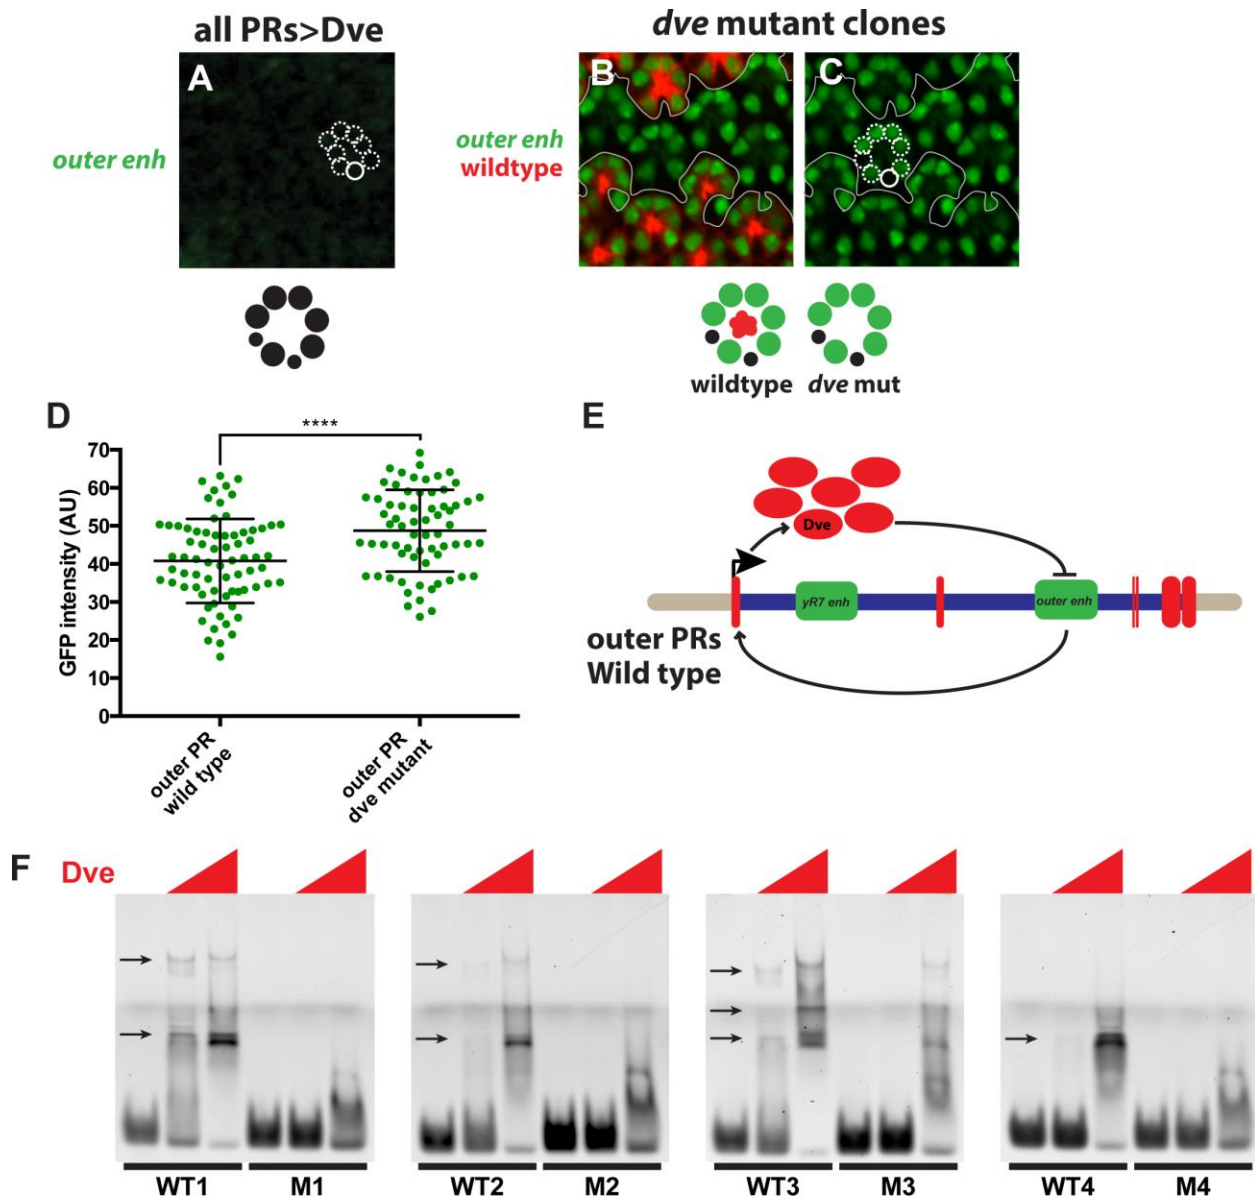 all PRs>Dve
dve mutant clones
A
B
C
outer enh
outer enh
wildtype
wildtype
dve mut
D
****
GFP intensity (AU)
70
60
50
40
30
20
10
0
outer PR
wild type
outer PR
dve mutant
E
Dve
yR7 enh
outer enh
outer PRs
Wild type
F
Dve
WT1
M1
WT2
M2
WT3
M3
WT4
M4